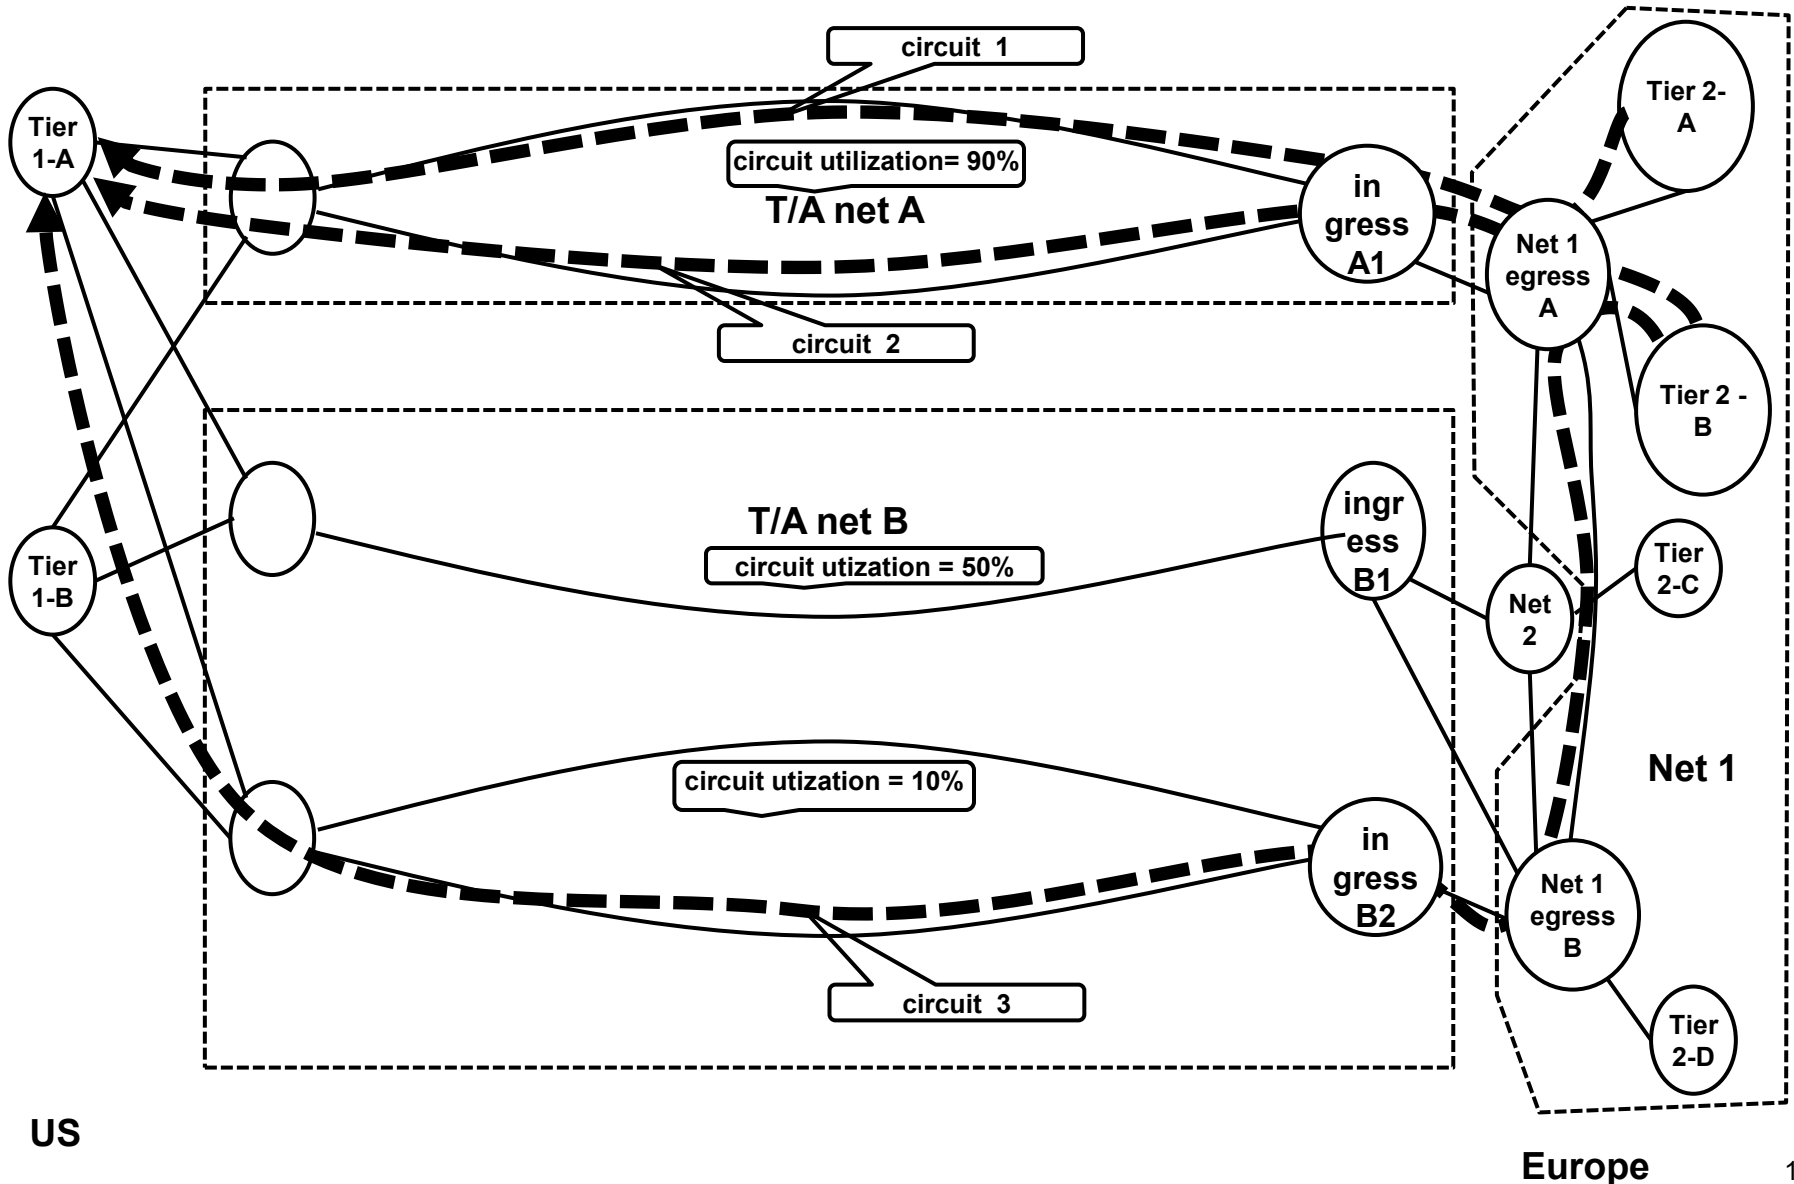 circuit 1
Tier
1-A
Tier 2-
A
circuit utilization= 90%
T/A net A
in
gress
A1
Net 1
egress
A
circuit 2
Tier 2 -
B
T/A net B
circuit utization = 50%
ingr
ess
B1
Tier
1-B
Net
2
Tier
2-C
circuit utization = 10%
Net 1
in
gress
B2
Net 1
egress
B
circuit 3
Tier
2-D
US
Europe
1